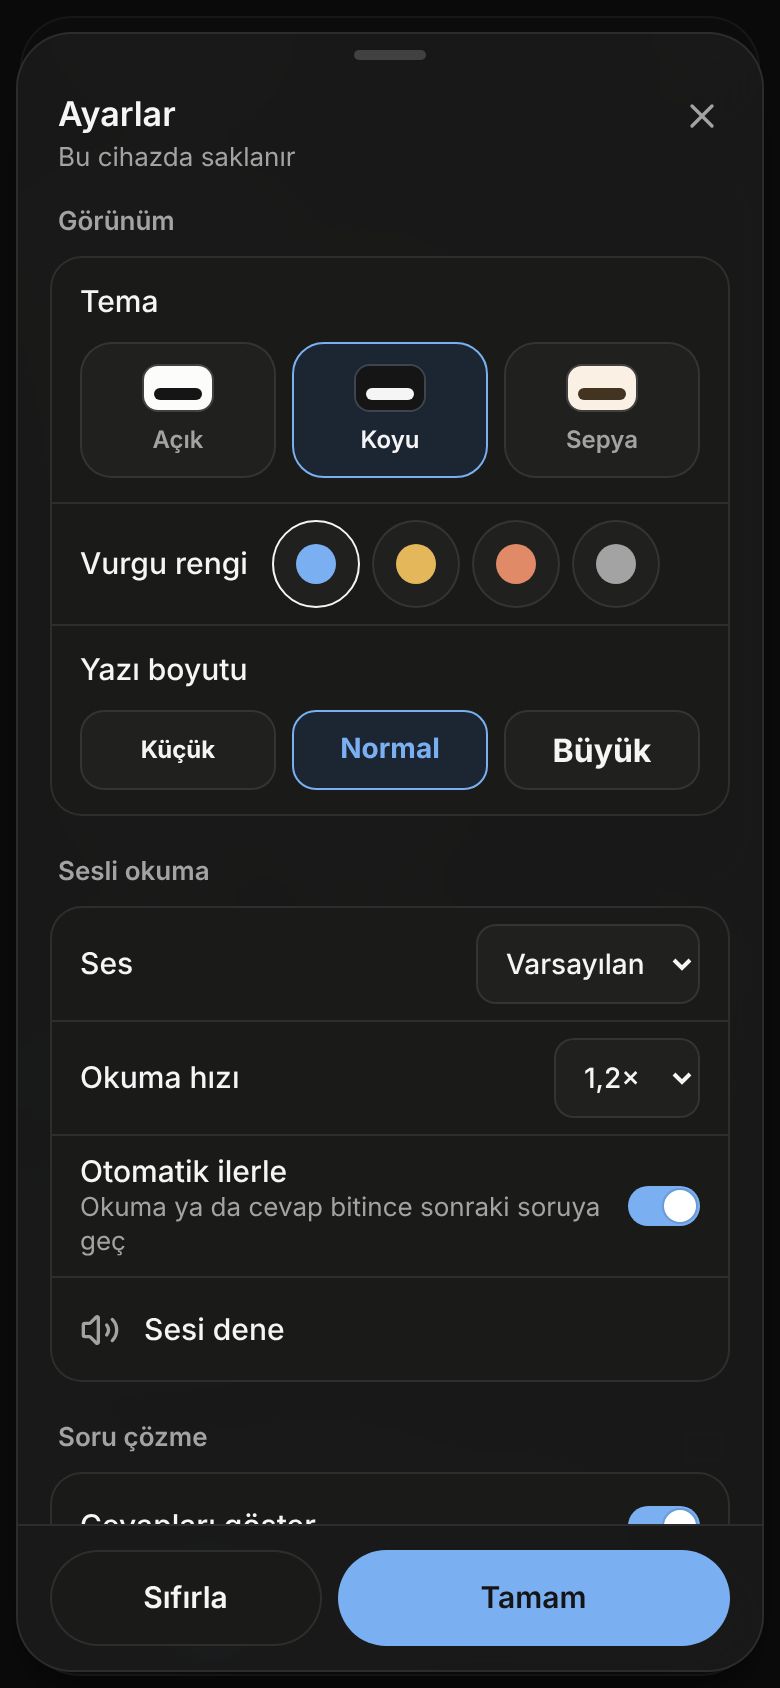 Ayarlar
Bu cihazda saklanır
Görünüm
Tema
Açık
Koyu
Sepya
Vurgu rengi
Yazı boyutu
Küçük
Normal
Büyük
Sesli okuma
Ses
Varsayılan
Okuma hızı
1,2×
Otomatik ilerle
Okuma ya da cevap bitince sonraki soruya
geç
Sesi dene
Soru çözme
Cevapları göster
Sıfırla
Tamam